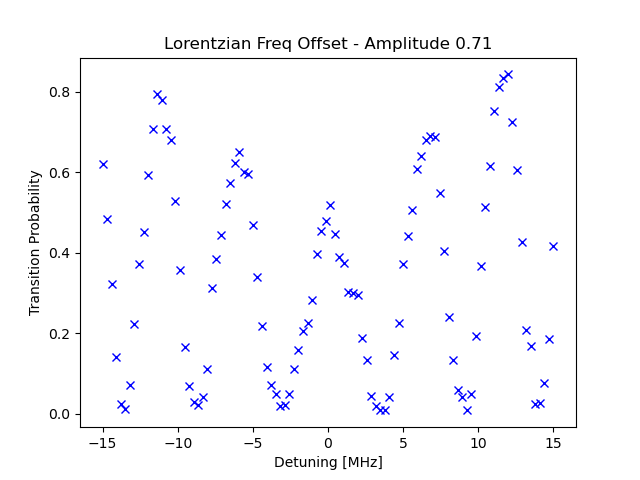 Lorentzian Freq Offset - Amplitude 0.71
Transition Probability
0.8
0.6
0.4
0.2
0.0
−15 −10 −5 0 5 10 15
Detuning [MHz]